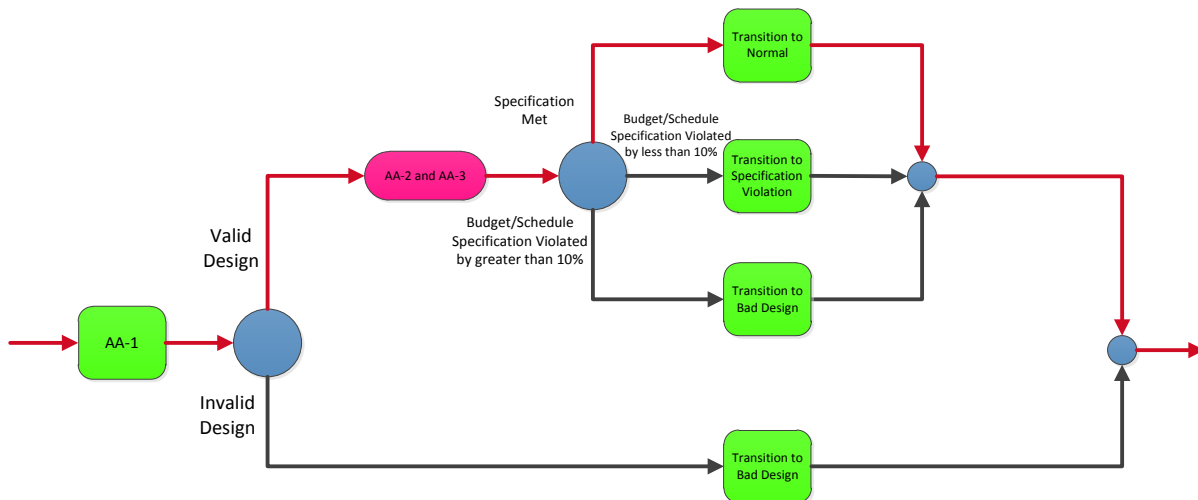 Transition to
Normal
Specification
Met
Budget/Schedule
Specification Violated
by less than 10%
Transition to
Specification
Violation
AA-2 and AA-3
Budget/Schedule
Specification Violated
by greater than 10%
Valid
Design
Transition to
Bad Design
AA-1
Invalid
Design
Transition to
Bad Design